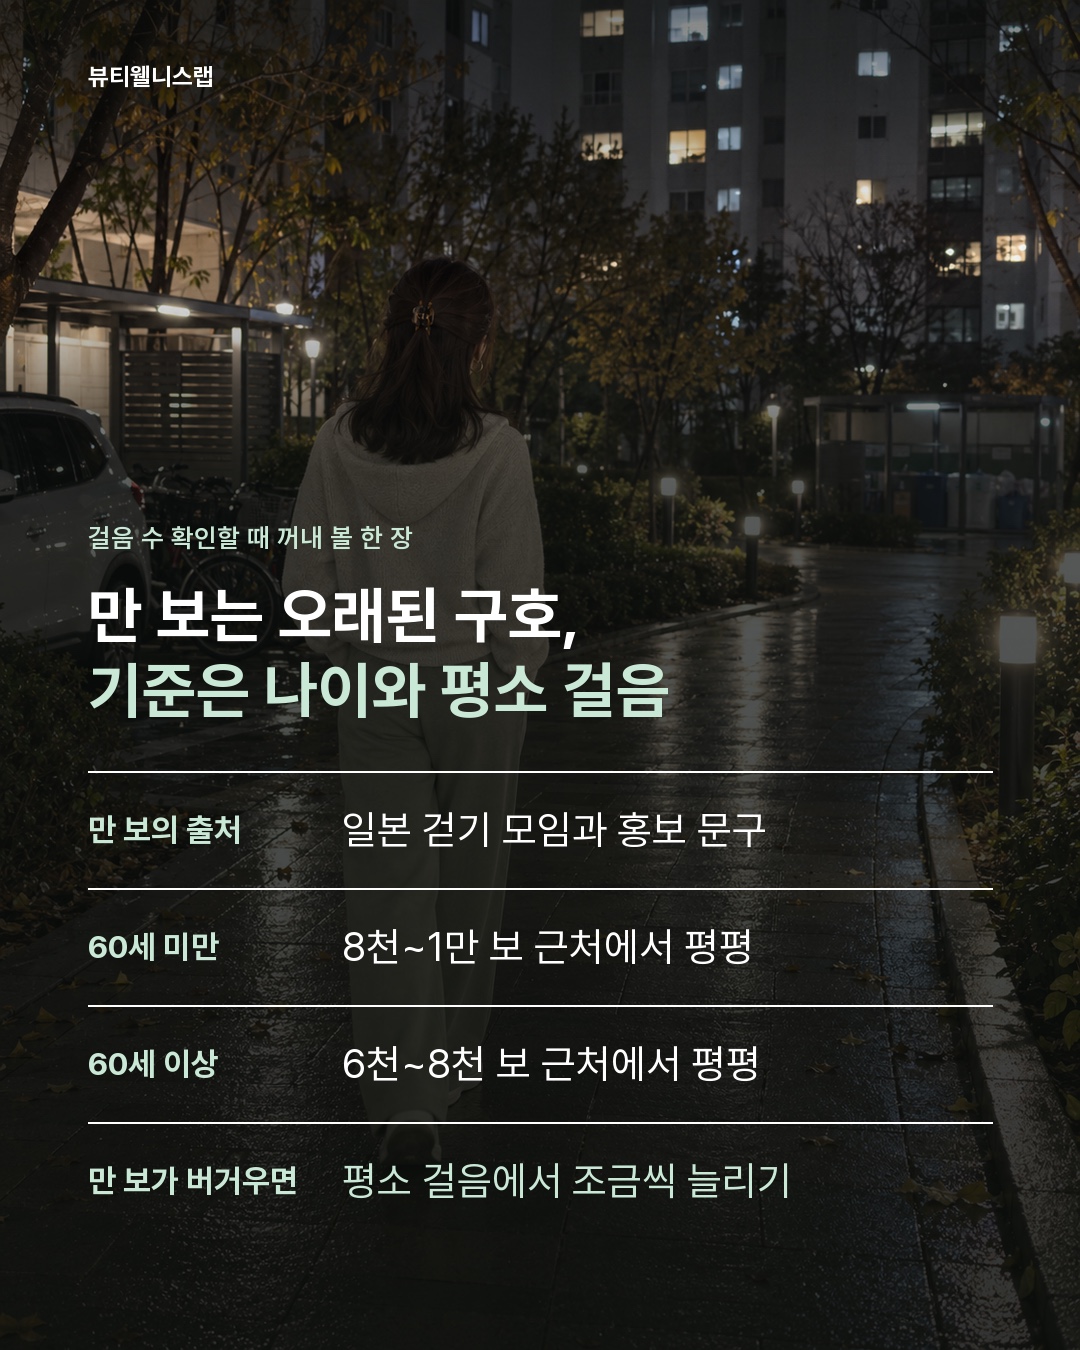 뷰티웰니스랩
걸음 수 확인할 때 꺼내 볼 한 장
만 보는 오래된 구호,
기준은 나이와 평소 걸음
만 보의 출처 일본 걷기 모임과 홍보 문구
60세 미만 8천~1만 보 근처에서 평평
60세 이상 6천~8천 보 근처에서 평평
만 보가 버거우면 평소 걸음에서 조금씩 늘리기